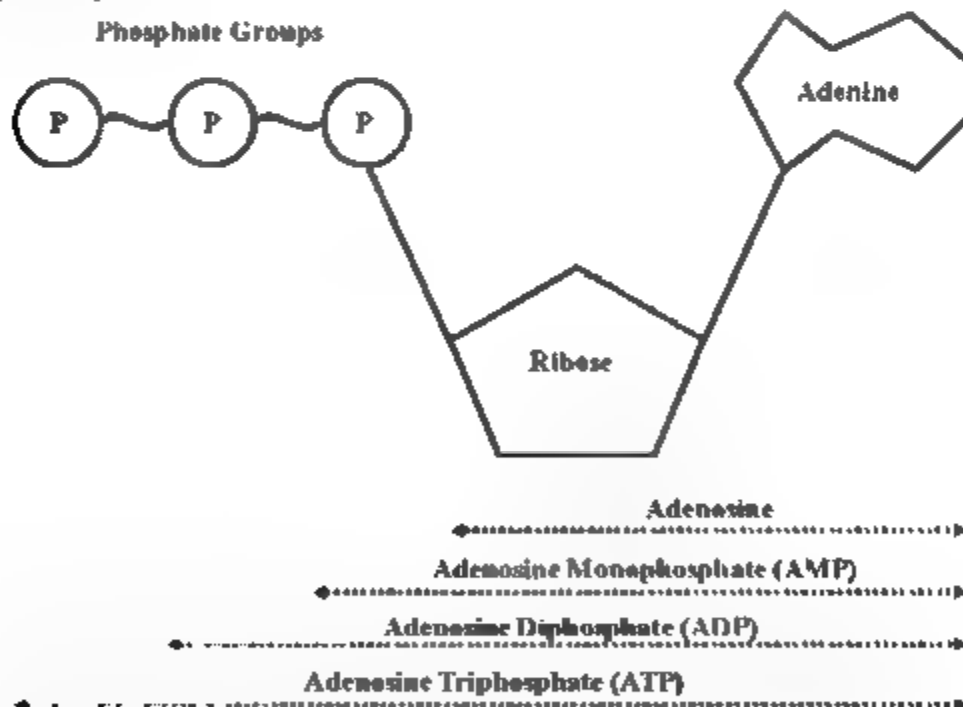 Phosphate Groups
P P P
Adenine
Ribose
Adenosine
Adenosine Monophosphate (AMP)
Adenosine Diphosphate (ADP)
Adenosine Triphosphate (ATP)